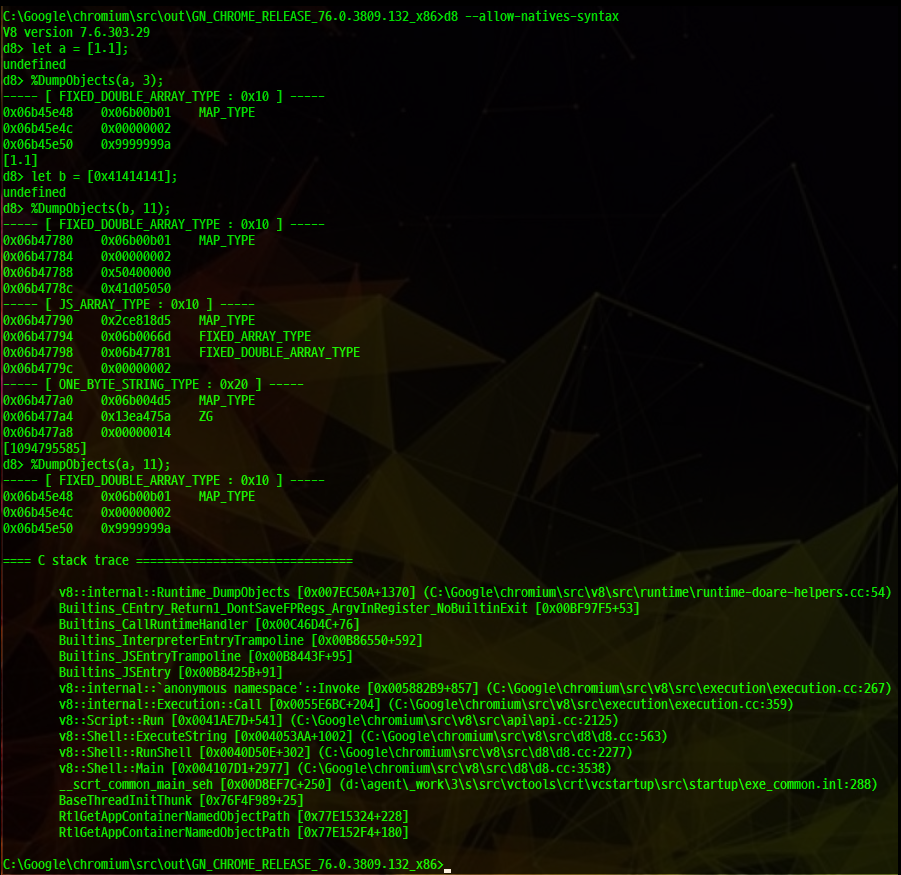 C:\Google\chromium\src\out\GN_CHROME_RELEASE_76.0.3809.132_x86>d8 --allow-natives-syntax
V8 version 7.6.303.29
d8> let a = [1.1];
undefined
d8> %DumpObjects(a, 3);
----- [ FIXED_DOUBLE_ARRAY_TYPE : 0x10 ] -----
0x06b45e48    0x06b00b01    MAP_TYPE
0x06b45e4c    0x00000002
0x06b45e50    0x9999999a
[1.1]
d8> let b = [0x41414141];
undefined
d8> %DumpObjects(b, 11);
----- [ FIXED_DOUBLE_ARRAY_TYPE : 0x10 ] -----
0x06b47780    0x06b00b01    MAP_TYPE
0x06b47784    0x00000002
0x06b47788    0x50400000
0x06b4778c    0x41d05050
----- [ JS_ARRAY_TYPE : 0x10 ] -----
0x06b47790    0x2ce818d5    MAP_TYPE
0x06b47794    0x06b0066d    FIXED_ARRAY_TYPE
0x06b47798    0x06b47781    FIXED_DOUBLE_ARRAY_TYPE
0x06b4779c    0x00000002
----- [ ONE_BYTE_STRING_TYPE : 0x20 ] -----
0x06b477a0    0x06b004d5    MAP_TYPE
0x06b477a4    0x13ea475a    ZG
0x06b477a8    0x00000014
[1094795585]
d8> %DumpObjects(a, 11);
----- [ FIXED_DOUBLE_ARRAY_TYPE : 0x10 ] -----
0x06b45e48    0x06b00b01    MAP_TYPE
0x06b45e4c    0x00000002
0x06b45e50    0x9999999a
==== C stack trace ===============================
v8::internal::Runtime_DumpObjects [0x007EC50A+1370] (C:\Google\chromium\src\v8\src\runtime\runtime-doare-helpers.cc:54)
Builtins_CEntry_Return1_DontSaveFPRegs_ArgvInRegister_NoBuiltinExit [0x00BF97F5+53]
Builtins_CallRuntimeHandler [0x00C46D4C+76]
Builtins_InterpreterEntryTrampoline [0x00B86550+592]
Builtins_JSEntryTrampoline [0x00B8443F+95]
Builtins_JSEntry [0x00B8425B+91]
v8::internal::`anonymous namespace'::Invoke [0x005882B9+857] (C:\Google\chromium\src\v8\src\execution\execution.cc:267)
v8::internal::Execution::Call [0x0055E6BC+204] (C:\Google\chromium\src\v8\src\execution\execution.cc:359)
v8::Script::Run [0x0041AE7D+541] (C:\Google\chromium\src\v8\src\api\api.cc:2125)
v8::Shell::ExecuteString [0x004053AA+1002] (C:\Google\chromium\src\v8\src\d8\d8.cc:563)
v8::Shell::RunShell [0x0040D50E+302] (C:\Google\chromium\src\v8\src\d8\d8.cc:2277)
v8::Shell::Main [0x004107D1+2977] (C:\Google\chromium\src\v8\src\d8\d8.cc:3538)
__scrt_common_main_seh [0x00D8EF7C+250] (d:\agent\_work\3\s\src\vctools\crt\vcstartup\src\startup\exe_common.inl:288)
BaseThreadInitThunk [0x76F4F989+25]
RtlGetAppContainerNamedObjectPath [0x77E15324+228]
RtlGetAppContainerNamedObjectPath [0x77E152F4+180]
C:\Google\chromium\src\out\GN_CHROME_RELEASE_76.0.3809.132_x86>